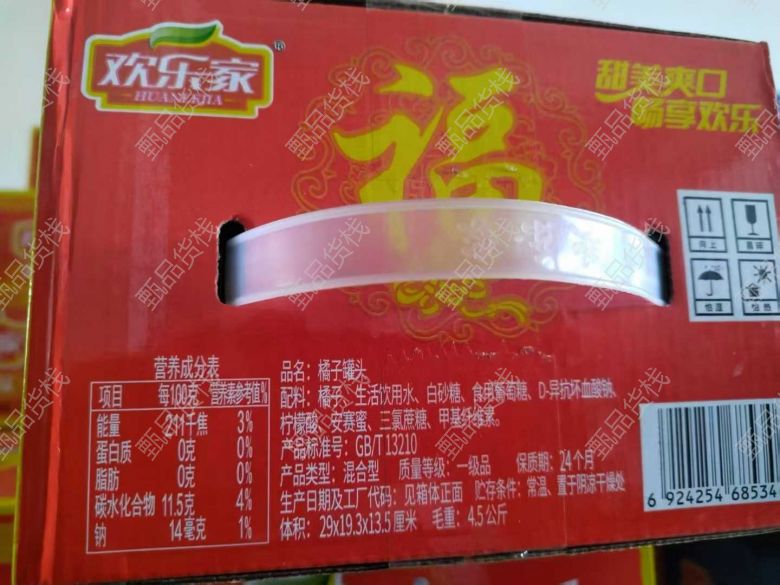 欢乐家
HUANLEJIA
福
甜美爽口
畅享欢乐
向上
易碎
怕湿
怕热
营养成分表
项目 每100克 营养素参考值%
能量 211千焦 3%
蛋白质 0克 0%
脂肪 0克 0%
碳水化合物 11.5克 4%
钠 14毫克 1%
品名：橘子罐头
配料：橘子、生活饮用水、白砂糖、食用葡萄糖、D-异抗坏血酸钠、
柠檬酸、安赛蜜、三氯蔗糖、甲基纤维素。
产品标准号：GB/T 13210
产品类型：混合型 质量等级：一级品 保质期：24个月
生产日期及工厂代码：见箱体正面 贮存条件：常温、置于阴凉干燥处
体积：29x19.3x13.5厘米 毛重：4.5公斤
6 924254 68534
甄品货栈